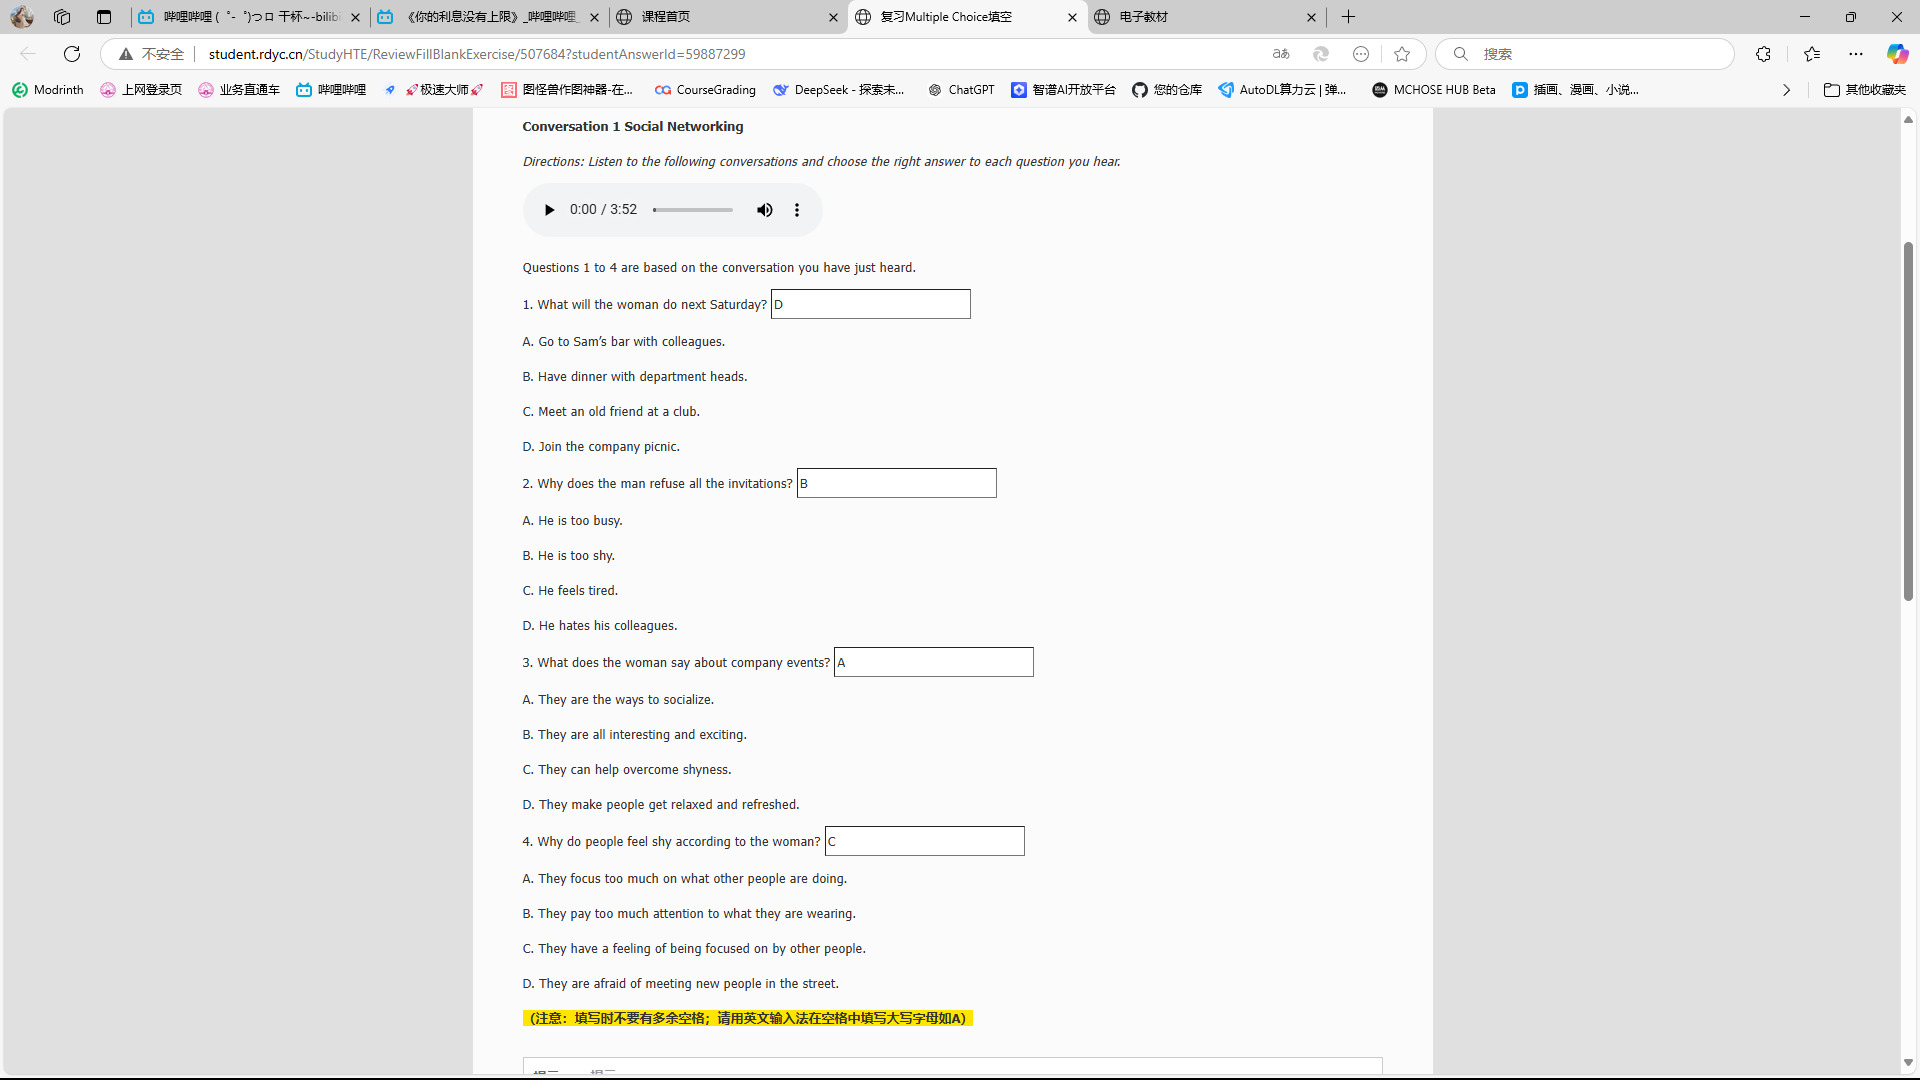 哔哩哔哩 (゜-゜)つロ 干杯~-bilibi
《你的利息没有上限》_哔哩哔哩_
课程首页
复习Multiple Choice填空
电子教材
不安全
student.rdyc.cn/StudyHTE/ReviewFillBlankExercise/507684?studentAnswerId=59887299
aあ
搜索
Modrinth
上网登录页
业务直通车
哔哩哔哩
🚀极速大师🚀
图怪兽作图神器-在...
CourseGrading
DeepSeek - 探索未...
ChatGPT
智谱AI开放平台
您的仓库
AutoDL算力云 | 弹...
MCHOSE HUB Beta
插画、漫画、小说...
其他收藏夹
Conversation 1 Social Networking
Directions: Listen to the following conversations and choose the right answer to each question you hear.
0:00 / 3:52
Questions 1 to 4 are based on the conversation you have just heard.
1. What will the woman do next Saturday? D
A. Go to Sam's bar with colleagues.
B. Have dinner with department heads.
C. Meet an old friend at a club.
D. Join the company picnic.
2. Why does the man refuse all the invitations? B
A. He is too busy.
B. He is too shy.
C. He feels tired.
D. He hates his colleagues.
3. What does the woman say about company events? A
A. They are the ways to socialize.
B. They are all interesting and exciting.
C. They can help overcome shyness.
D. They make people get relaxed and refreshed.
4. Why do people feel shy according to the woman? C
A. They focus too much on what other people are doing.
B. They pay too much attention to what they are wearing.
C. They have a feeling of being focused on by other people.
D. They are afraid of meeting new people in the street.
(注意：填写时不要有多余空格；请用英文输入法在空格中填写大写字母如A)